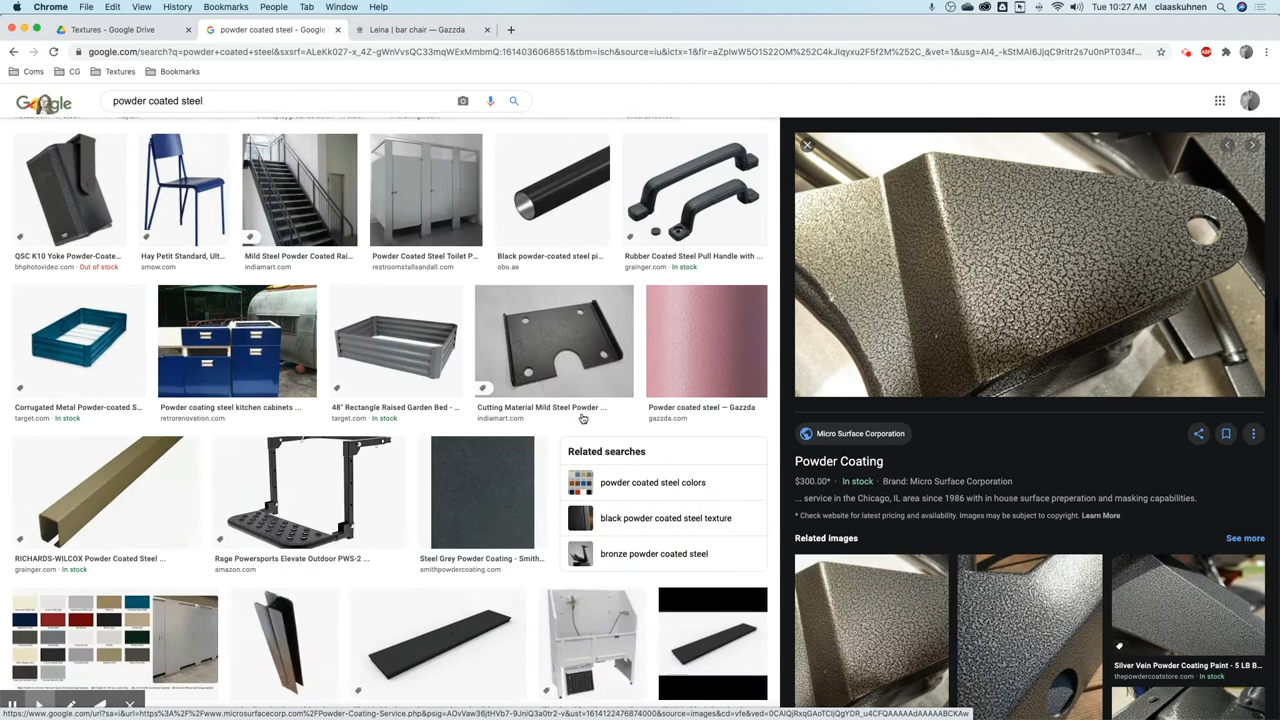 Chrome File Edit View History Bookmarks People Tab Window Help
Tue 10:27 AM claaskuhnen
Textures - Google Drive
powder coated steel - Google
Leina | bar chair — Gazzda
Coms CG Textures Bookmarks
Google
powder coated steel
QSC K10 Yoke Powder-Coate...
bhphotovideo.com · Out of stock
Hay Petit Standard, Ult...
smow.com
Mild Steel Powder Coated Rai...
indiamart.com
Powder Coated Steel Toilet P...
restroomstallsandall.com
Black powder-coated steel pi...
obo.ae
Rubber Coated Steel Pull Handle with ...
grainger.com · In stock
Corrugated Metal Powder-coated S...
target.com · In stock
Powder coating steel kitchen cabinets ...
retrorenovation.com
48" Rectangle Raised Garden Bed - ...
target.com · In stock
Cutting Material Mild Steel Powder ...
indiamart.com
Powder coated steel — Gazzda
gazzda.com
RICHARDS-WILCOX Powder Coated Steel ...
grainger.com · In stock
Rage Powersports Elevate Outdoor PWS-2 ...
amazon.com
Steel Grey Powder Coating - Smith...
smithpowdercoating.com
Related searches
powder coated steel colors
black powder coated steel texture
bronze powder coated steel
Micro Surface Corporation
Powder Coating
$300.00* · In stock · Brand: Micro Surface Corporation
... service in the Chicago, IL area since 1986 with in house surface preperation and masking capabilities.
* Check website for latest pricing and availability. Images may be subject to copyright. Learn More
Related images
See more
Silver Vein Powder Coating Paint - 5 LB B...
thepowdercoatstore.com · In stock